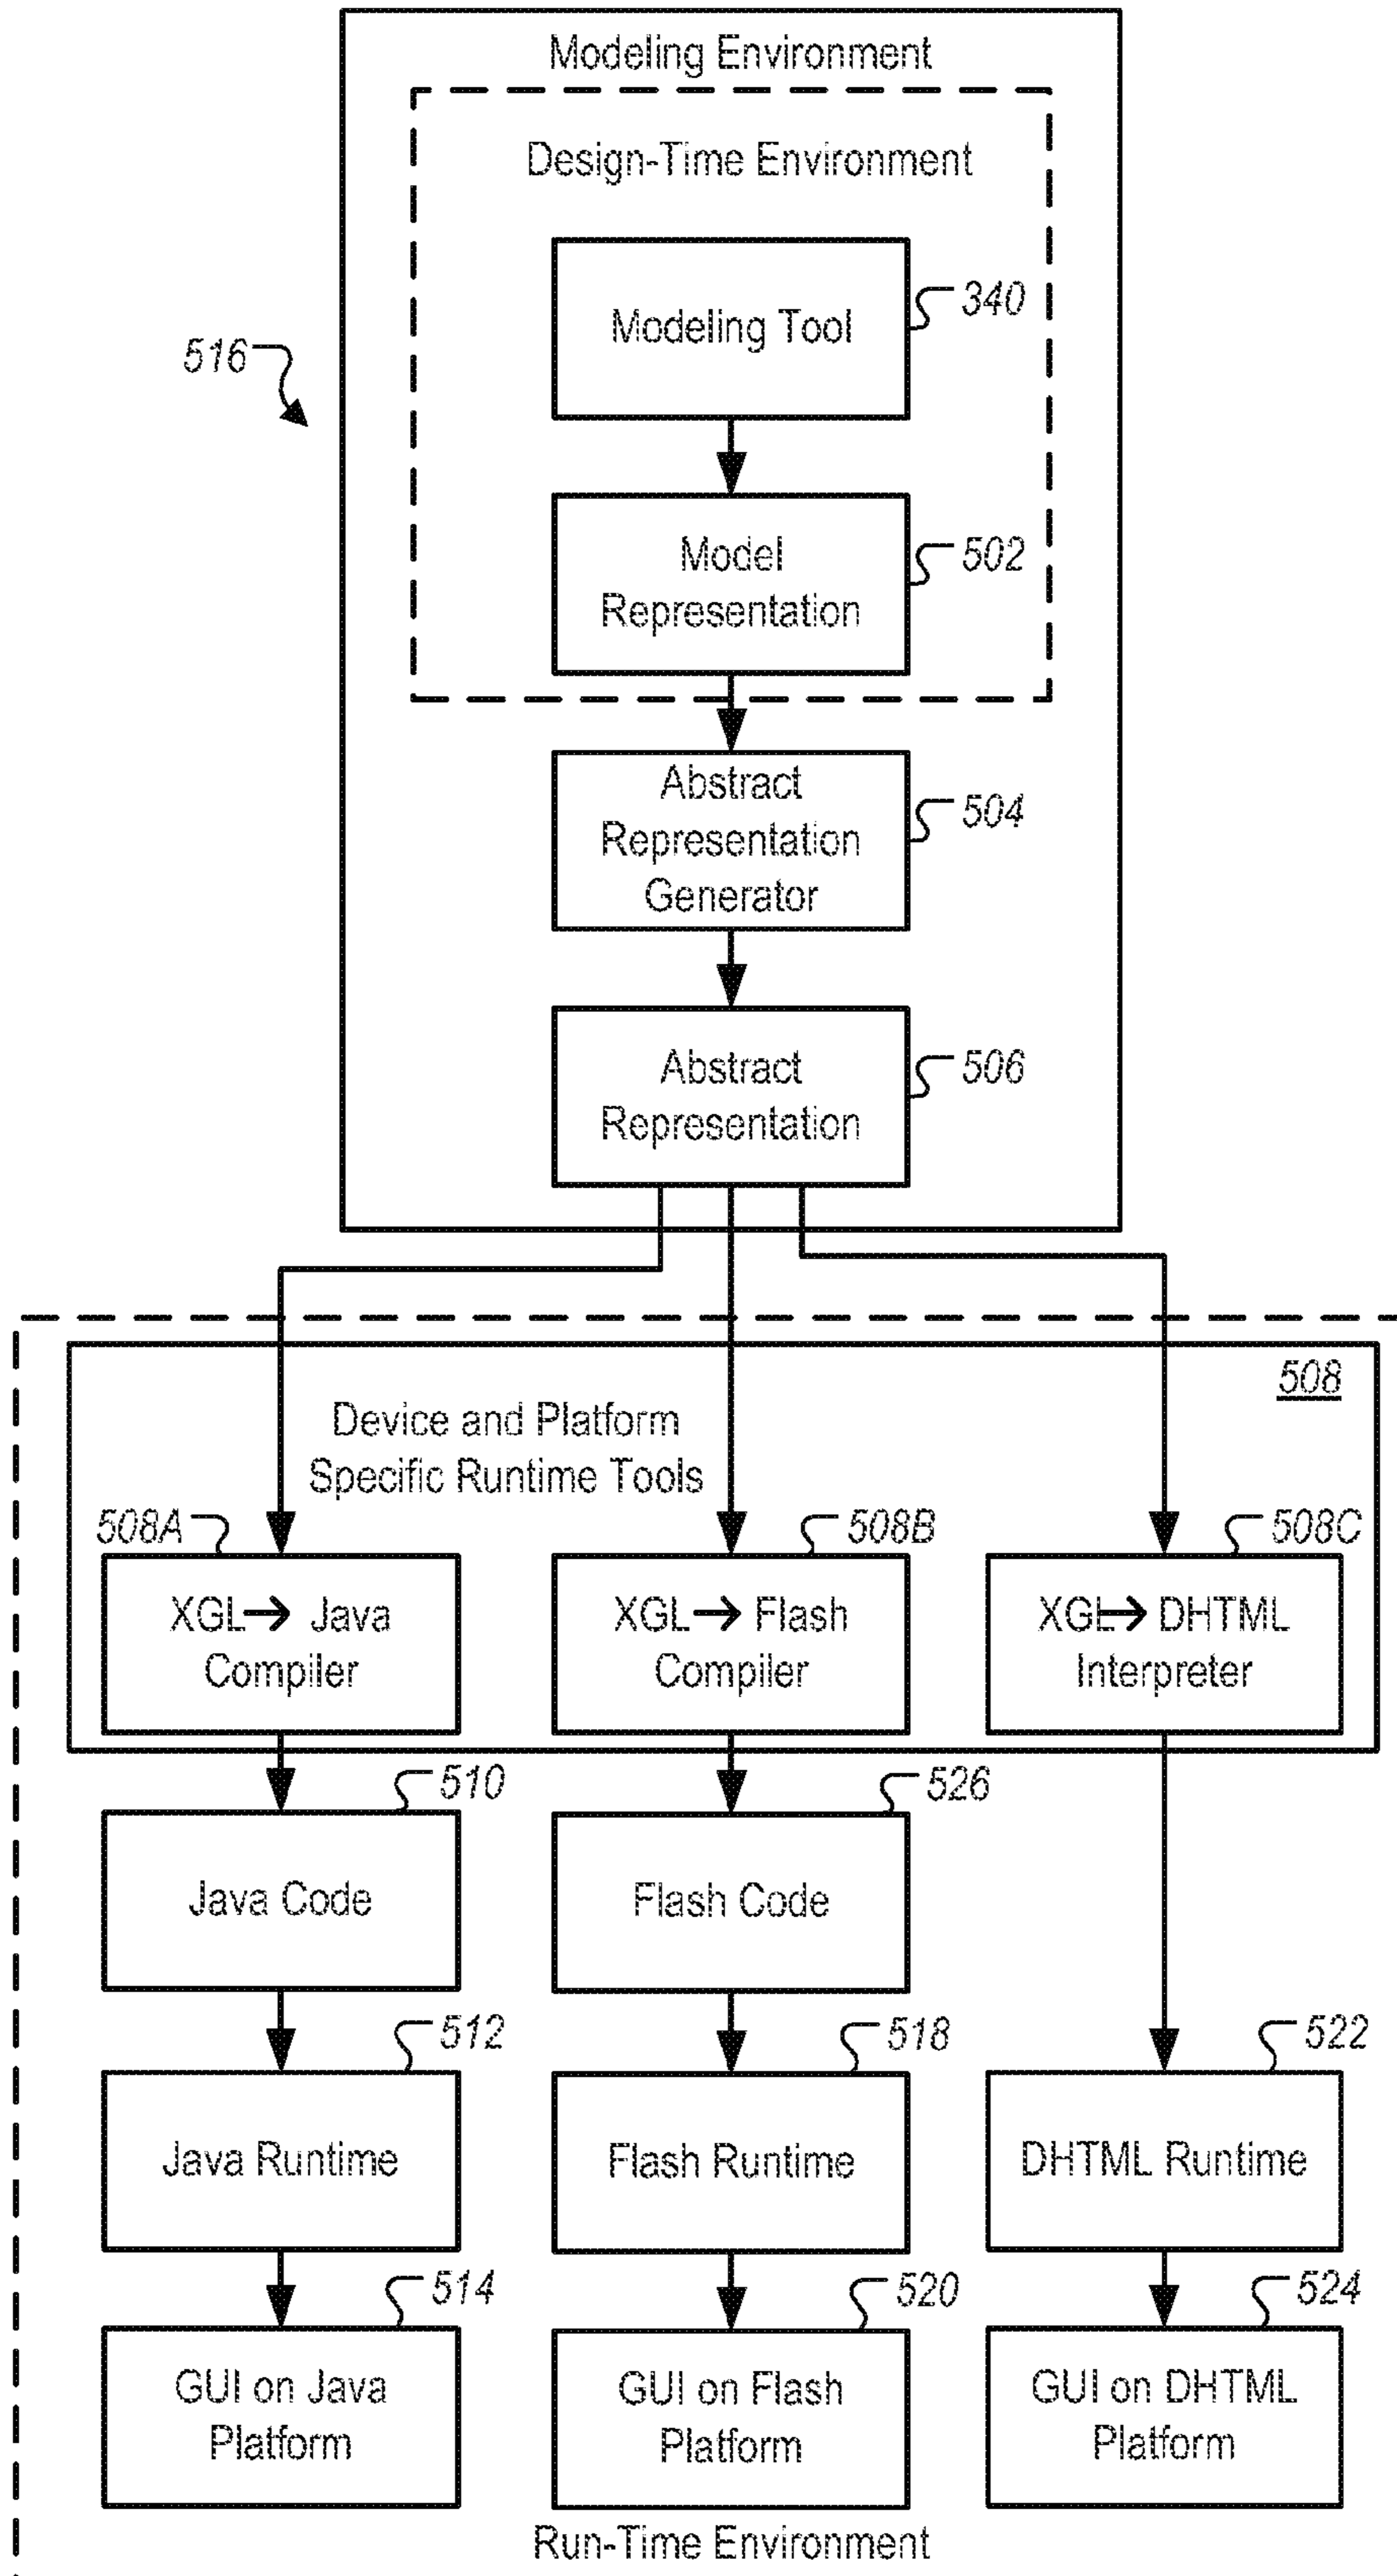 Modeling Environment
Design-Time Environment
Modeling Tool
340
516
Model
Representation
502
Abstract
Representation
Generator
504
Abstract
Representation
506
508
Device and Platform
Specific Runtime Tools
508A
508B
508C
XGL→ Java
Compiler
XGL→ Flash
Compiler
XGL→ DHTML
Interpreter
510
526
Java Code
Flash Code
512
518
522
Java Runtime
Flash Runtime
DHTML Runtime
514
520
524
GUI on Java
Platform
GUI on Flash
Platform
GUI on DHTML
Platform
Run-Time Environment